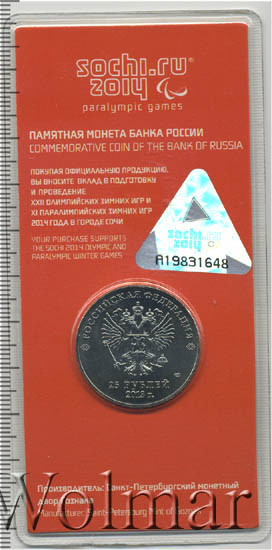 sochi.ru
2014
paralympic games
ПАМЯТНАЯ МОНЕТА БАНКА РОССИИ
COMMEMORATIVE COIN OF THE BANK OF RUSSIA
ПОКУПАЯ ОФИЦИАЛЬНУЮ ПРОДУКЦИЮ,
ВЫ ВНОСИТЕ ВКЛАД В ПОДГОТОВКУ
И ПРОВЕДЕНИЕ
XXII ОЛИМПИЙСКИХ ЗИМНИХ ИГР И
XI ПАРАЛИМПИЙСКИХ ЗИМНИХ ИГР
2014 ГОДА В ГОРОДЕ СОЧИ
YOUR PURCHASE SUPPORTS
THE SOCHI 2014 OLYMPIC AND
PARALYMPIC WINTER GAMES
sochi.ru
2014
A19831648
РОССИЙСКАЯ ФЕДЕРАЦИЯ
25 РУБЛЕЙ
2013 г.
Производитель: Санкт-Петербургский монетный
двор Гознака
Manufacturer: Saint-Petersburg Mint of Goznak
Wolmar